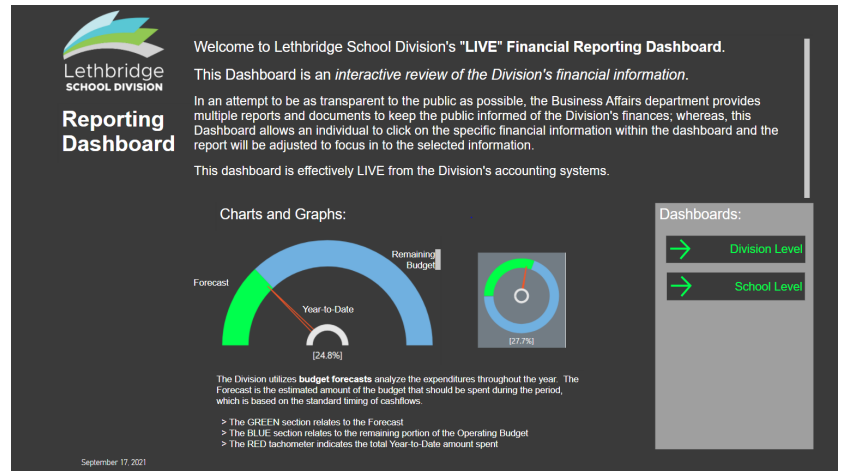 Lethbridge
SCHOOL DIVISION
Reporting
Dashboard
Welcome to Lethbridge School Division's "LIVE" Financial Reporting Dashboard.
This Dashboard is an interactive review of the Division's financial information.
In an attempt to be as transparent to the public as possible, the Business Affairs department provides
multiple reports and documents to keep the public informed of the Division's finances; whereas, this
Dashboard allows an individual to click on the specific financial information within the dashboard and the
report will be adjusted to focus in to the selected information.
This dashboard is effectively LIVE from the Division's accounting systems.
Charts and Graphs:
Remaining
Budget
Forecast
Year-to-Date
[24.8%]
[27.7%]
The Division utilizes budget forecasts analyze the expenditures throughout the year. The
Forecast is the estimated amount of the budget that should be spent during the period,
which is based on the standard timing of cashflows.
> The GREEN section relates to the Forecast
> The BLUE section relates to the remaining portion of the Operating Budget
> The RED tachometer indicates the total Year-to-Date amount spent
Dashboards:
Division Level
School Level
September 17, 2021